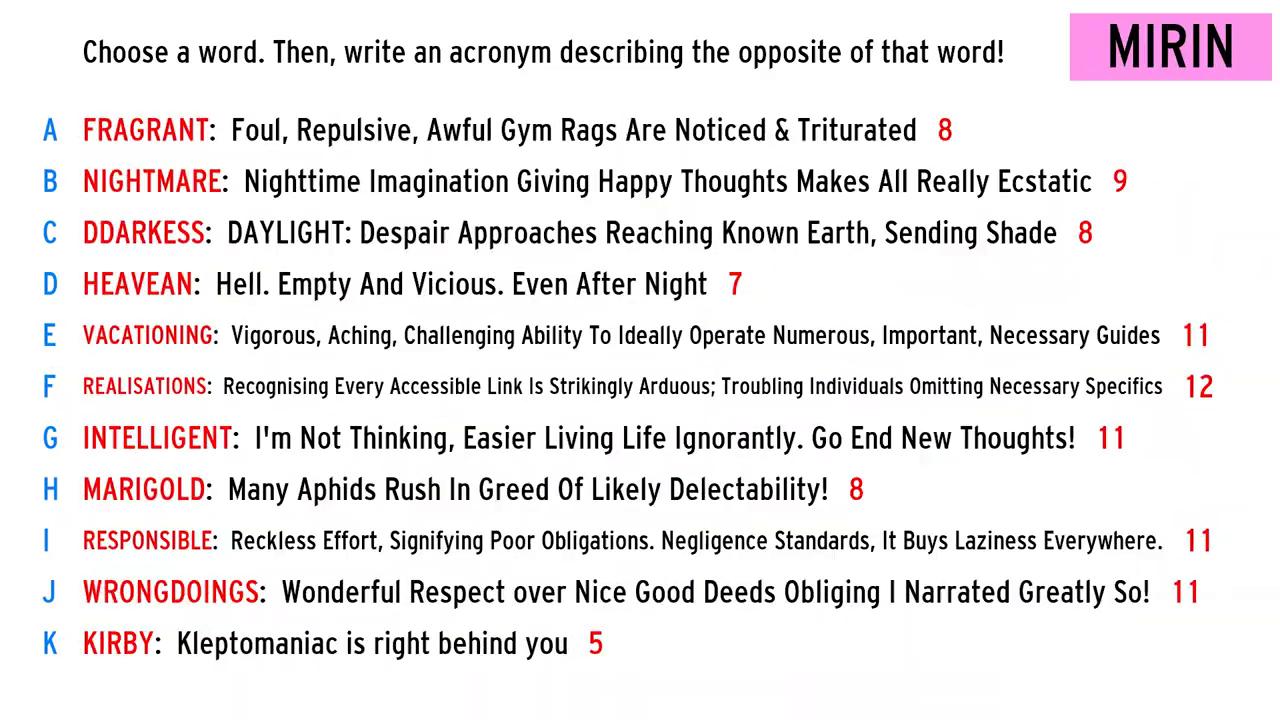 Choose a word. Then, write an acronym describing the opposite of that word!
MIRIN
A FRAGRANT: Foul, Repulsive, Awful Gym Rags Are Noticed & Triturated 8
B NIGHTMARE: Nighttime Imagination Giving Happy Thoughts Makes All Really Ecstatic 9
C DDARKESS: DAYLIGHT: Despair Approaches Reaching Known Earth, Sending Shade 8
D HEAVEAN: Hell. Empty And Vicious. Even After Night 7
E VACATIONING: Vigorous, Aching, Challenging Ability To Ideally Operate Numerous, Important, Necessary Guides 11
F REALISATIONS: Recognising Every Accessible Link Is Strikingly Arduous; Troubling Individuals Omitting Necessary Specifics 12
G INTELLIGENT: I'm Not Thinking, Easier Living Life Ignorantly. Go End New Thoughts! 11
H MARIGOLD: Many Aphids Rush In Greed Of Likely Delectability! 8
I RESPONSIBLE: Reckless Effort, Signifying Poor Obligations. Negligence Standards, It Buys Laziness Everywhere. 11
J WRONGDOINGS: Wonderful Respect over Nice Good Deeds Obliging I Narrated Greatly So! 11
K KIRBY: Kleptomaniac is right behind you 5